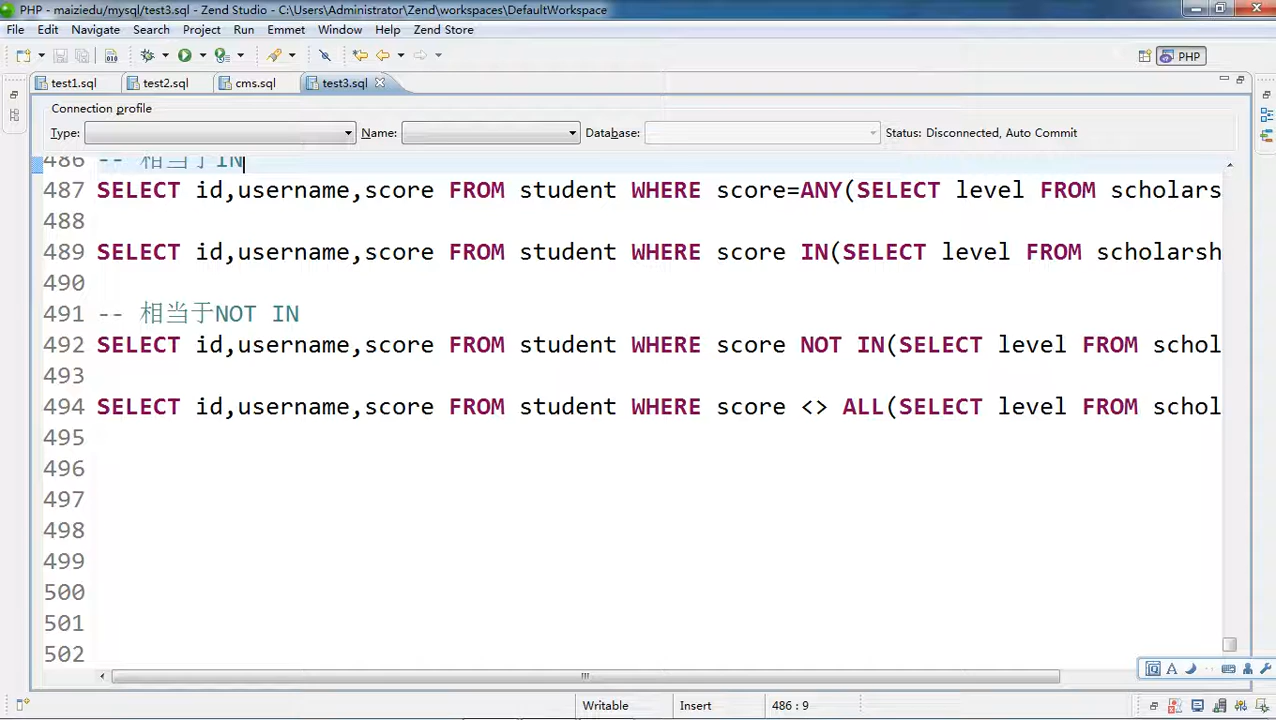 PHP - maiziedu/mysql/test3.sql - Zend Studio - C:\Users\Administrator\Zend\workspaces\DefaultWorkspace
File Edit Navigate Search Project Run Emmet Window Help Zend Store
PHP
test1.sql test2.sql cms.sql test3.sql
Connection profile
Type: Name: Database: Status: Disconnected, Auto Commit
486 -- 相当于IN
487 SELECT id,username,score FROM student WHERE score=ANY(SELECT level FROM scholars
488
489 SELECT id,username,score FROM student WHERE score IN(SELECT level FROM scholarsh
490
491 -- 相当于NOT IN
492 SELECT id,username,score FROM student WHERE score NOT IN(SELECT level FROM schol
493
494 SELECT id,username,score FROM student WHERE score <> ALL(SELECT level FROM schol
495
496
497
498
499
500
501
502
Writable Insert 486 : 9